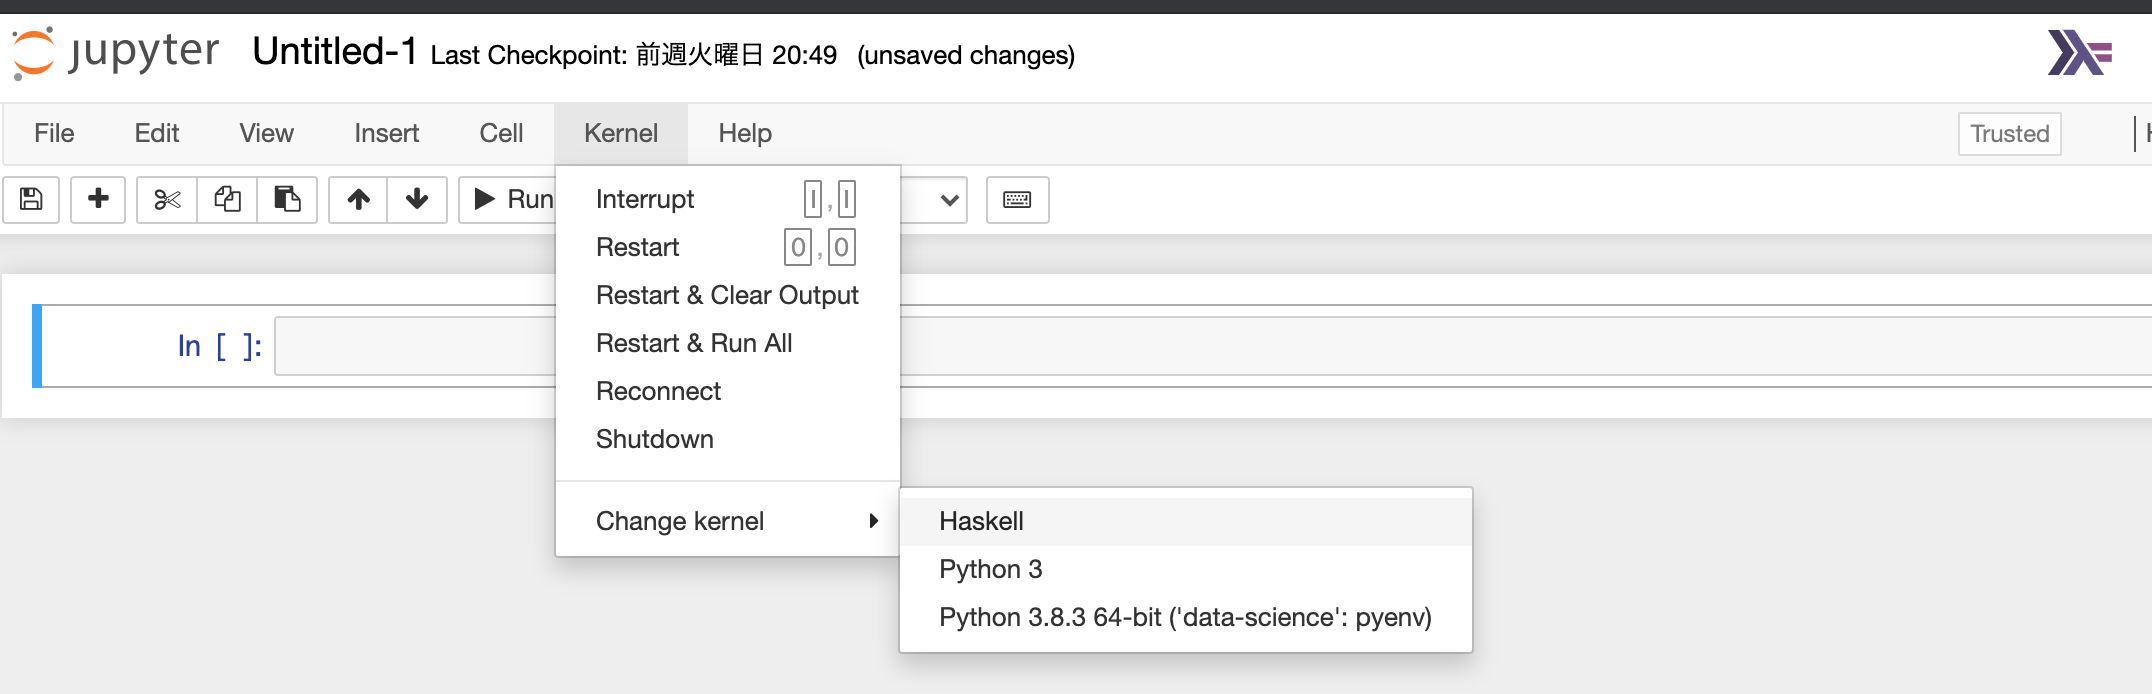 jupyter Untitled-1 Last Checkpoint: 前週火曜日 20:49 (unsaved changes)
File Edit View Insert Cell Kernel Help Trusted
Run
Interrupt I,I
Restart 0,0
Restart & Clear Output
Restart & Run All
Reconnect
Shutdown
Change kernel
Haskell
Python 3
Python 3.8.3 64-bit ('data-science': pyenv)
In [ ]: